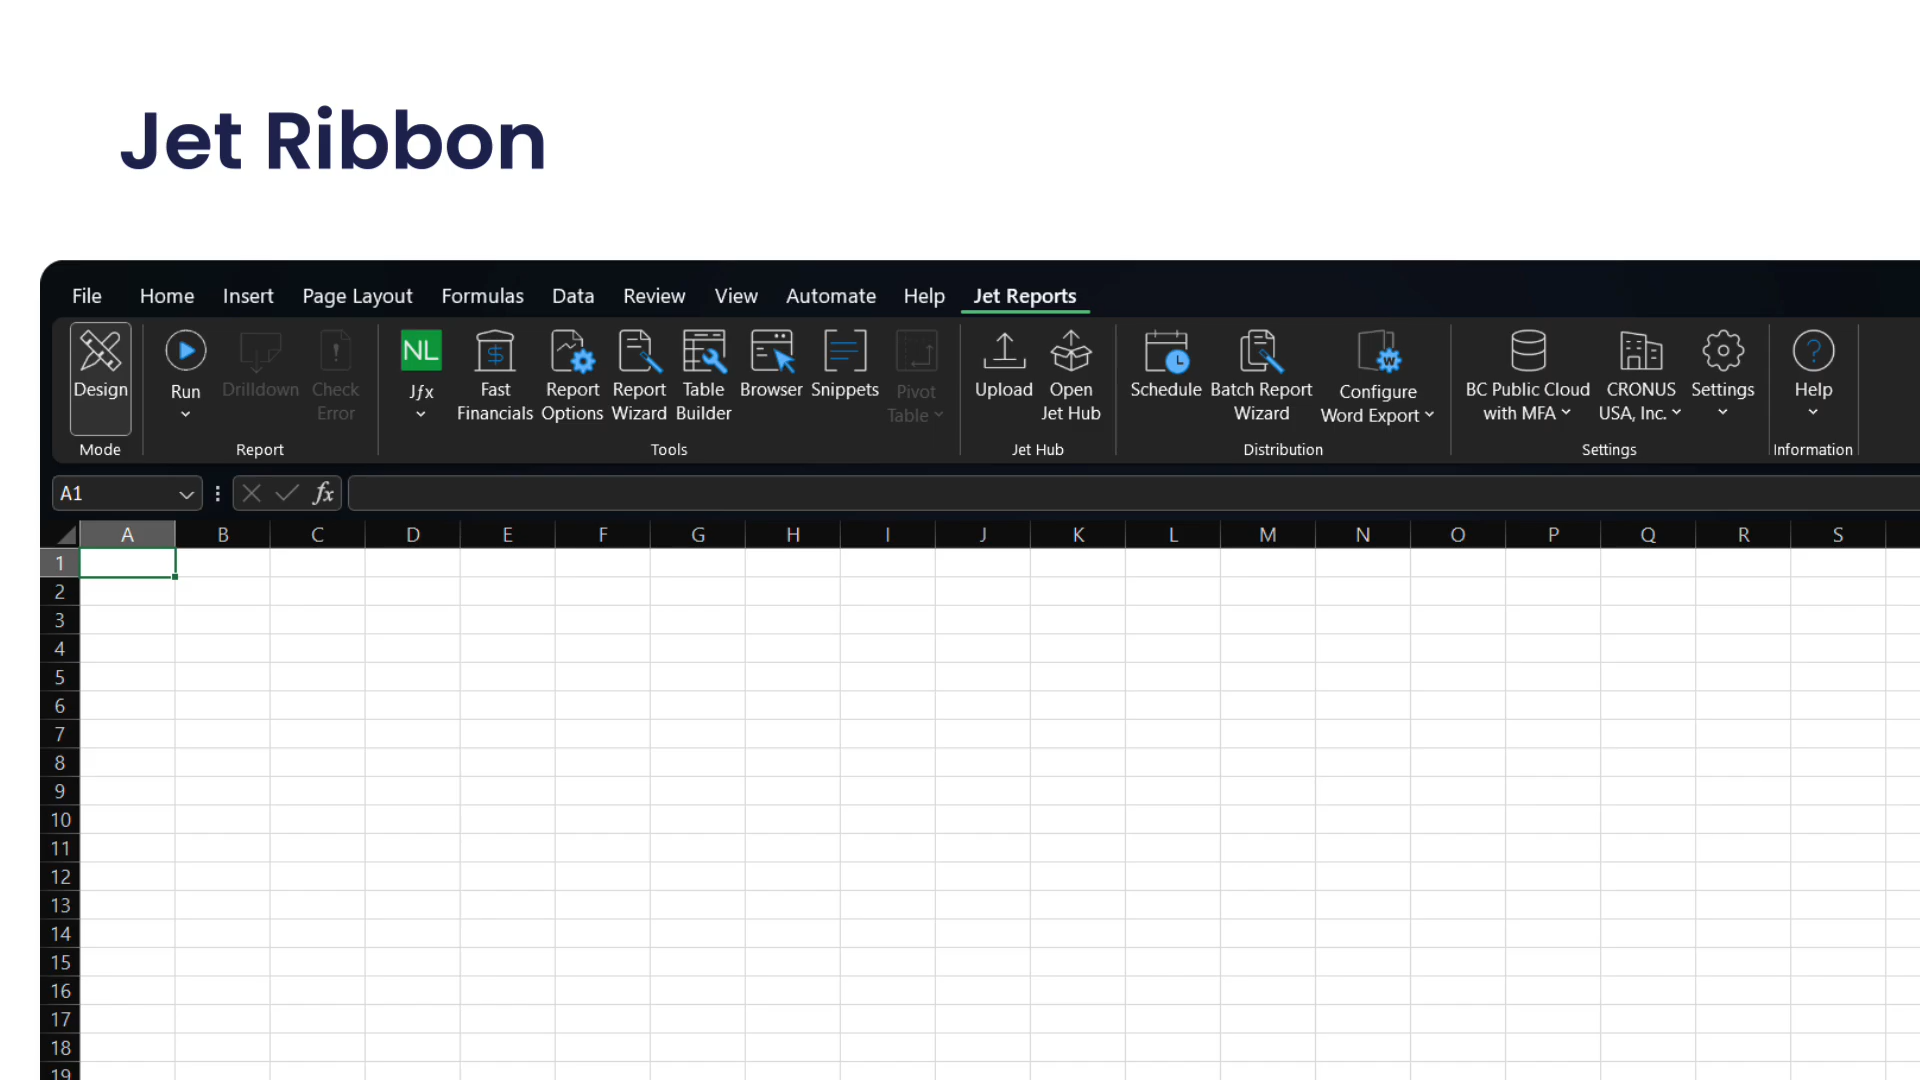 Jet Ribbon
File Home Insert Page Layout Formulas Data Review View Automate Help Jet Reports
NL
$
W
?
Design Run Drilldown Check Error Jƒx Fast Financials Report Options Report Wizard Table Builder Browser Snippets Pivot Table Upload Open Jet Hub Schedule Batch Report Wizard Configure Word Export BC Public Cloud with MFA CRONUS USA, Inc. Settings Help
Mode Report Tools Jet Hub Distribution Settings Information
A1 fx
A B C D E F G H I J K L M N O P Q R S
1
2
3
4
5
6
7
8
9
10
11
12
13
14
15
16
17
18
19